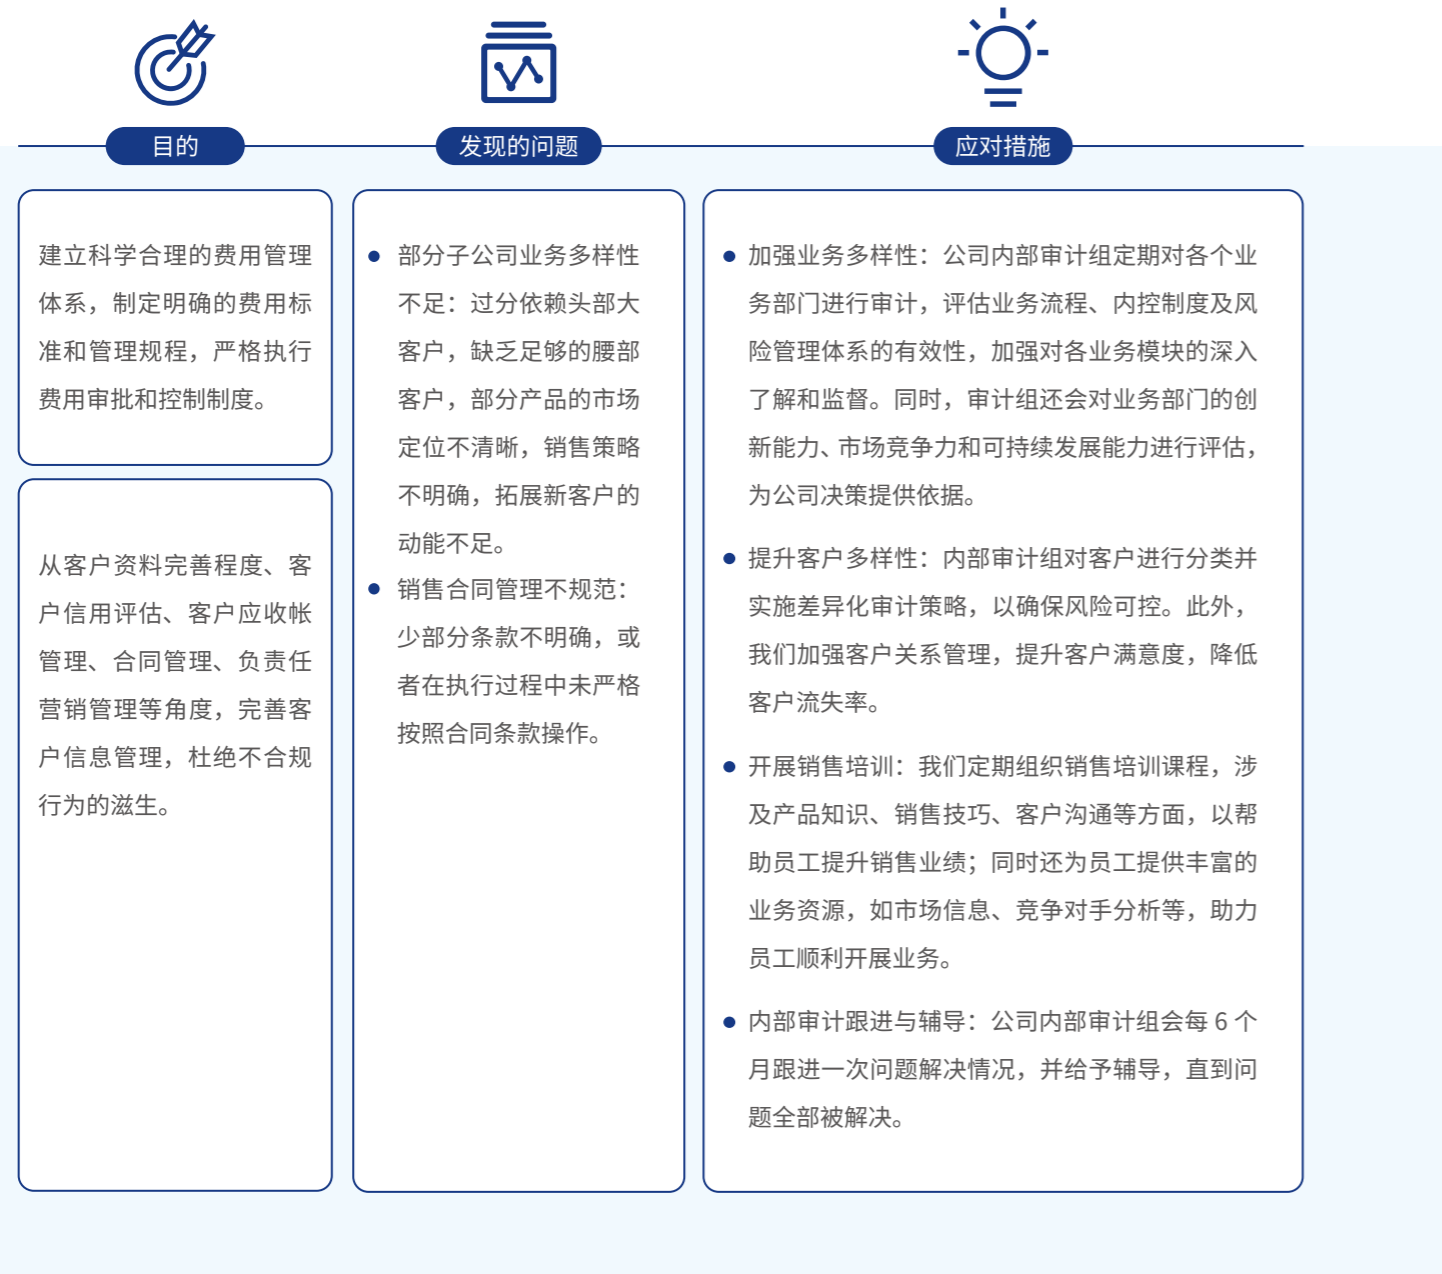 目的
发现的问题
应对措施
建立科学合理的费用管理
体系，制定明确的费用标
准和管理规程，严格执行
费用审批和控制制度。
从客户资料完善程度、客
户信用评估、客户应收帐
管理、合同管理、负责任
营销管理等角度，完善客
户信息管理，杜绝不合规
行为的滋生。
● 部分子公司业务多样性
不足：过分依赖头部大
客户，缺乏足够的腰部
客户，部分产品的市场
定位不清晰，销售策略
不明确，拓展新客户的
动能不足。
● 销售合同管理不规范：
少部分条款不明确，或
者在执行过程中未严格
按照合同条款操作。
● 加强业务多样性：公司内部审计组定期对各个业
务部门进行审计，评估业务流程、内控制度及风
险管理体系的有效性，加强对各业务模块的深入
了解和监督。同时，审计组还会对业务部门的创
新能力、市场竞争力和可持续发展能力进行评估，
为公司决策提供依据。
● 提升客户多样性：内部审计组对客户进行分类并
实施差异化审计策略，以确保风险可控。此外，
我们加强客户关系管理，提升客户满意度，降低
客户流失率。
● 开展销售培训：我们定期组织销售培训课程，涉
及产品知识、销售技巧、客户沟通等方面，以帮
助员工提升销售业绩；同时还为员工提供丰富的
业务资源，如市场信息、竞争对手分析等，助力
员工顺利开展业务。
● 内部审计跟进与辅导：公司内部审计组会每 6 个
月跟进一次问题解决情况，并给予辅导，直到问
题全部被解决。